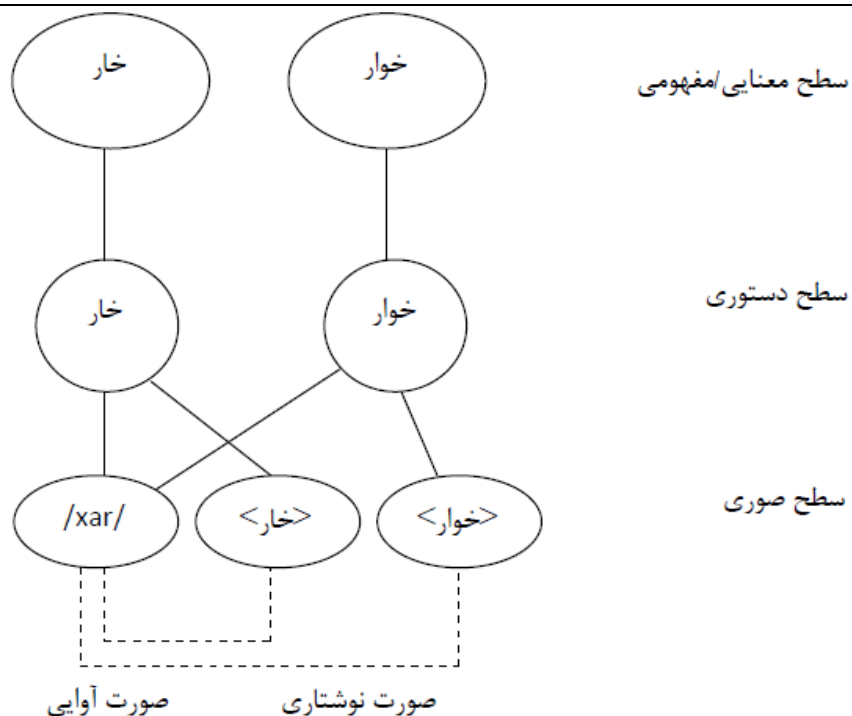 سطح معنایی/مفهومی
خوار
خار
سطح دستوری
خوار
خار
سطح صوری
<خوار>
<خار>
/xar/
صورت نوشتاری
صورت آوایی